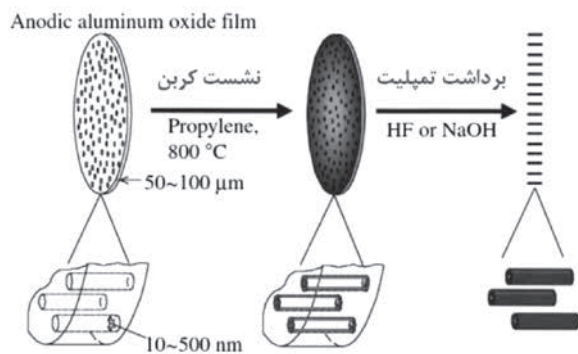 Anodic aluminum oxide film
نشست کربن
Propylene,
800 °C
برداشت تمپلیت
HF or NaOH
50~100 µm
10~500 nm